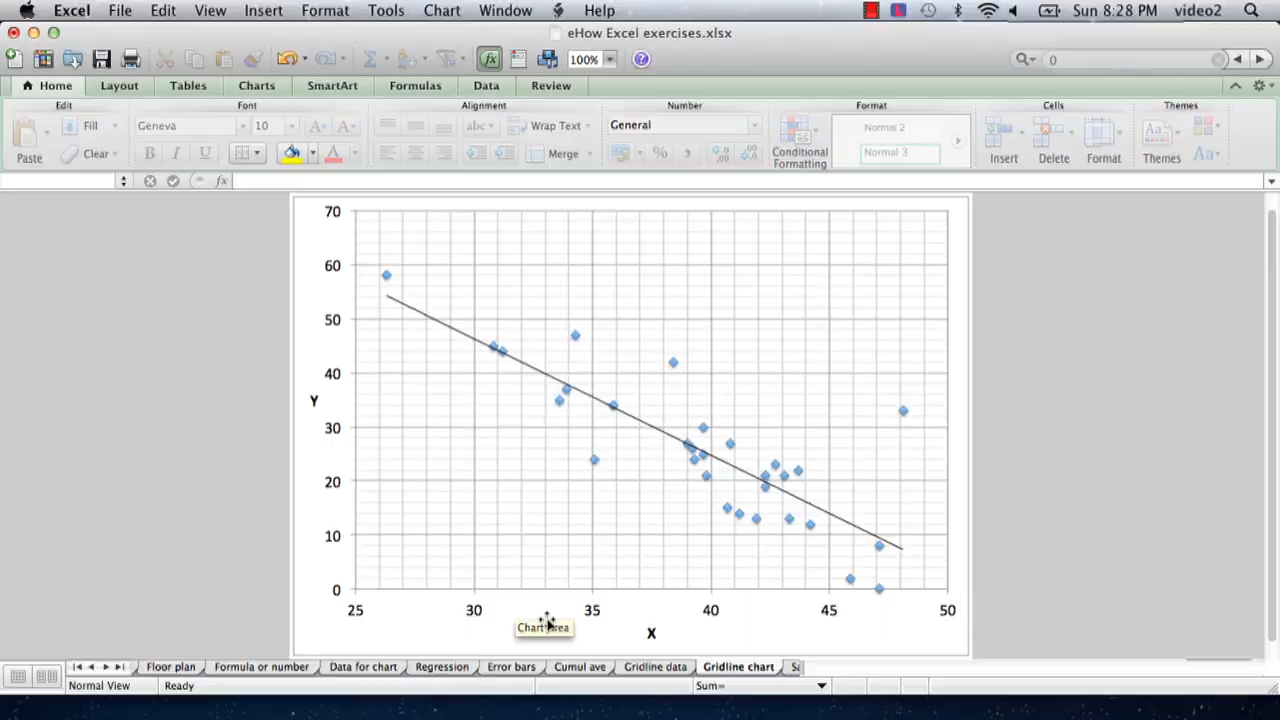 Excel File Edit View Insert Format Tools Chart Window Help Sun 8:28 PM video2
eHow Excel exercises.xlsx
100% 0
Home Layout Tables Charts SmartArt Formulas Data Review
Edit Font Alignment Number Format Cells Themes
Fill Geneva 10 A A abc Wrap Text General Normal 2
Paste Clear B I U A Merge % Conditional Formatting Normal 3 Insert Delete Format Themes Aa
fx
70
60
50
40
Y
30
20
10
0
25 30 35 40 45 50
Chart Area
X
Floor plan Formula or number Data for chart Regression Error bars Cumul ave Gridline data Gridline chart
Normal View Ready Sum=